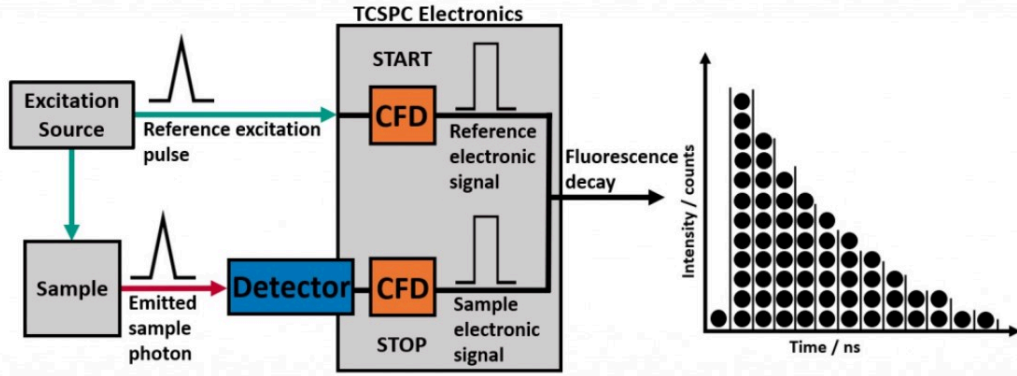 TCSPC Electronics
START
Excitation
Source
CFD
Reference excitation
pulse
Reference
electronic
signal
Fluorescence
decay
Sample
Detector
CFD
Emitted
sample
photon
Sample
electronic
signal
STOP
Intensity / counts
Time / ns